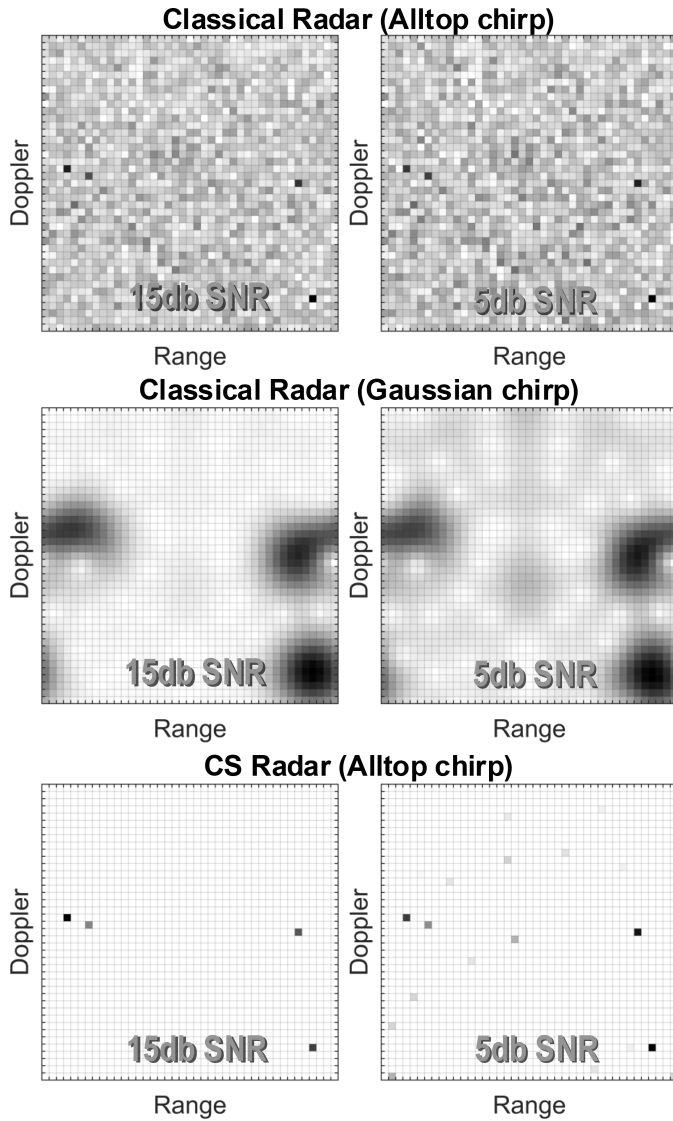 Classical Radar (Alltop chirp)
Doppler
15db SNR
Range
Doppler
5db SNR
Range
Classical Radar (Gaussian chirp)
Doppler
15db SNR
Range
Doppler
5db SNR
Range
CS Radar (Alltop chirp)
Doppler
15db SNR
Range
Doppler
5db SNR
Range